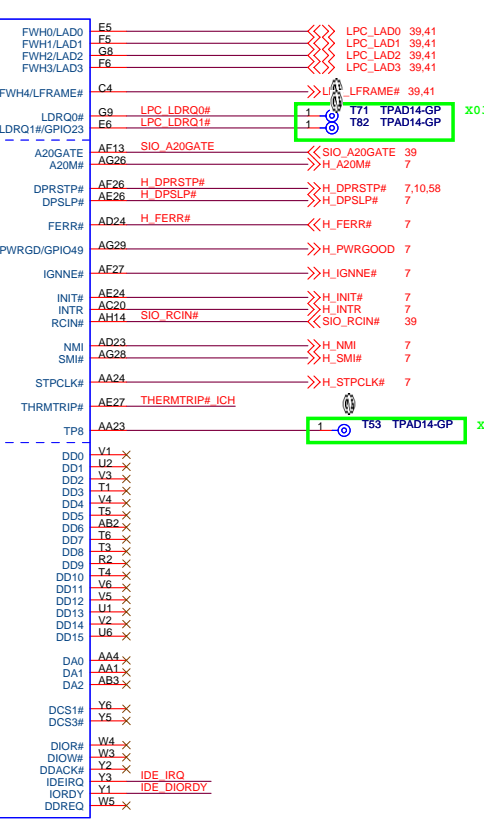 FWH0/LAD0 E5 LPC_LAD0 39,41
FWH1/LAD1 F5 LPC_LAD1 39,41
FWH2/LAD2 G8 LPC_LAD2 39,41
FWH3/LAD3 F6 LPC_LAD3 39,41
FWH4/LFRAME# C4 _LFRAME# 39,41
LDRQ0# G9 LPC_LDRQ0# 1 T71 TPAD14-GP
LDRQ1#/GPIO23 E6 LPC_LDRQ1# 1 T82 TPAD14-GP
A20GATE AF13 SIO_A20GATE SIO_A20GATE 39
A20M# AG26 H_A20M# 7
DPRSTP# AF26 H_DPRSTP# H_DPRSTP# 7,10,58
DPSLP# AE26 H_DPSLP# H_DPSLP# 7
FERR# AD24 H_FERR# H_FERR# 7
PWRGD/GPIO49 AG29 H_PWRGOOD 7
IGNNE# AF27 H_IGNNE# 7
INIT# AE24 H_INIT# 7
INTR AC20 H_INTR 7
RCIN# AH14 SIO_RCIN# SIO_RCIN# 39
NMI AD23 H_NMI 7
SMI# AG28 H_SMI# 7
STPCLK# AA24 H_STPCLK# 7
THRMTRIP# AE27 THERMTRIP#_ICH
TP8 AA23 1 T53 TPAD14-GP X
DD0 V1
DD1 U2
DD2 V3
DD3 T1
DD4 V4
DD5 T5
DD6 AB2
DD7 T6
DD8 T3
DD9 R2
DD10 T4
DD11 V6
DD12 V5
DD13 U1
DD14 V2
DD15 U6
DA0 AA4
DA1 AA1
DA2 AB3
DCS1# Y6
DCS3# Y5
DIOR# W4
DIOW# W3
DDACK# Y2
IDEIRQ Y3 IDE_IRQ
IORDY Y1 IDE_DIORDY
DDREQ W5